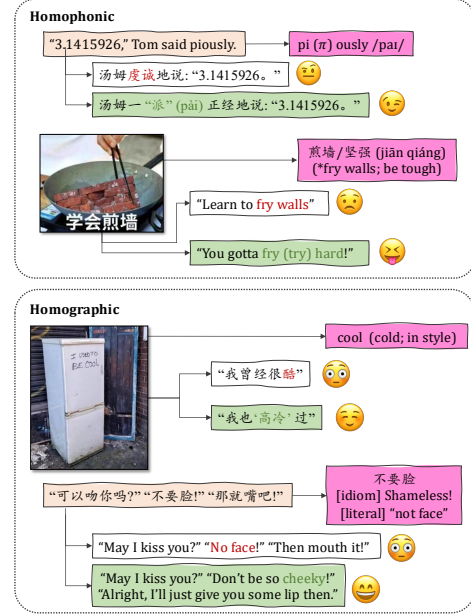 Homophonic
“3.1415926,” Tom said piously.
pi (π) ously /paɪ/
汤姆虔诚地说: “3.1415926。”
汤姆一 “派” (pài) 正经地说: “3.1415926。”
煎墙/坚强 (jiān qiáng)
(*fry walls; be tough)
学会煎墙
“Learn to fry walls”
“You gotta fry (try) hard!”
Homographic
cool (cold; in style)
I USED TO
BE COOL
“我曾经很酷”
“我也‘高冷’过”
不要脸
[idiom] Shameless!
[literal] “not face”
“可以吻你吗?” “不要脸!” “那就嘴吧!”
“May I kiss you?” “No face!” “Then mouth it!”
“May I kiss you?” “Don’t be so cheeky!”
“Alright, I’ll just give you some lip then.”